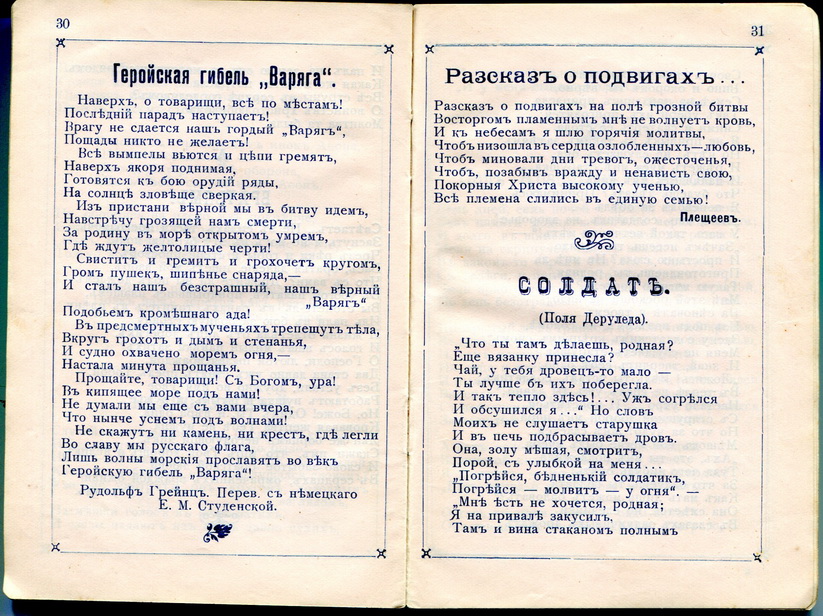 30
Геройская гибель „Варяга“.
Наверхъ, о товарищи, всѣ по мѣстамъ!
Послѣдній парадъ наступаетъ!
Врагу не сдается нашъ гордый „Варягъ“,
Пощады никто не желаетъ!
Всѣ вымпелы вьются и цѣпи гремятъ,
Наверхъ якоря поднимая,
Готовятся къ бою орудій ряды,
На солнцѣ зловѣще сверкая.
Изъ пристани вѣрной мы въ битву идемъ,
Навстрѣчу грозящей намъ смерти,
За родину въ морѣ открытомъ умремъ,
Гдѣ ждутъ желтолицые черти!
Свиститъ и гремитъ и грохочетъ кругомъ,
Громъ пушекъ, шипѣнье снаряда,—
И сталъ нашъ безстрашный, нашъ вѣрный
„Варягъ“
Подобьемъ кромѣшнаго ада!
Въ предсмертныхъ мученьяхъ трепещутъ тѣла,
Вкругъ грохотъ и дымъ и стенанья,
И судно охвачено моремъ огня,—
Настала минута прощанья.
Прощайте, товарищи! Съ Богомъ, ура!
Въ кипящее море подъ нами!
Не думали мы еще съ вами вчера,
Что нынче уснемъ подъ волнами!
Не скажутъ ни камень, ни крестъ, гдѣ легли
Во славу мы русскаго флага,
Лишь волны морскія прославятъ во вѣкъ
Геройскую гибель „Варяга“!
Рудольфъ Грейнцъ. Перев. съ нѣмецкаго
Е. М. Студенской.
31
Разсказъ о подвигахъ...
Разсказъ о подвигахъ на полѣ грозной битвы
Восторгомъ пламеннымъ мнѣ не волнуетъ кровь,
И къ небесамъ я шлю горячія молитвы,
Чтобъ низошла въ сердца озлобленныхъ—любовь,
Чтобъ миновали дни тревогъ, ожесточенья,
Чтобъ, позабывъ вражду и ненависть свою,
Покорныя Христа высокому ученью,
Всѣ племена слились въ единую семью!
Плещеевъ.
СОЛДАТЪ.
(Поля Деруледа).
„Что ты тамъ дѣлаешь, родная?
Еще вязанку принесла?
Чай, у тебя дровецъ-то мало —
Ты лучше бъ ихъ поберегла.
И такъ тепло здѣсь!... Ужъ согрѣлся
И обсушился я...“ Но словъ
Моихъ не слушаетъ старушка
И въ печь подбрасываетъ дровъ.
Она, золу мѣшая, смотритъ,
Порой, съ улыбкой на меня...
„Погрѣйся, бѣдненькій солдатикъ,
Погрѣйся — молвитъ — у огня“. —
„Мнѣ ѣсть не хочется, родная;
Я на привалѣ закусилъ,
Тамъ и вина стаканомъ полнымъ